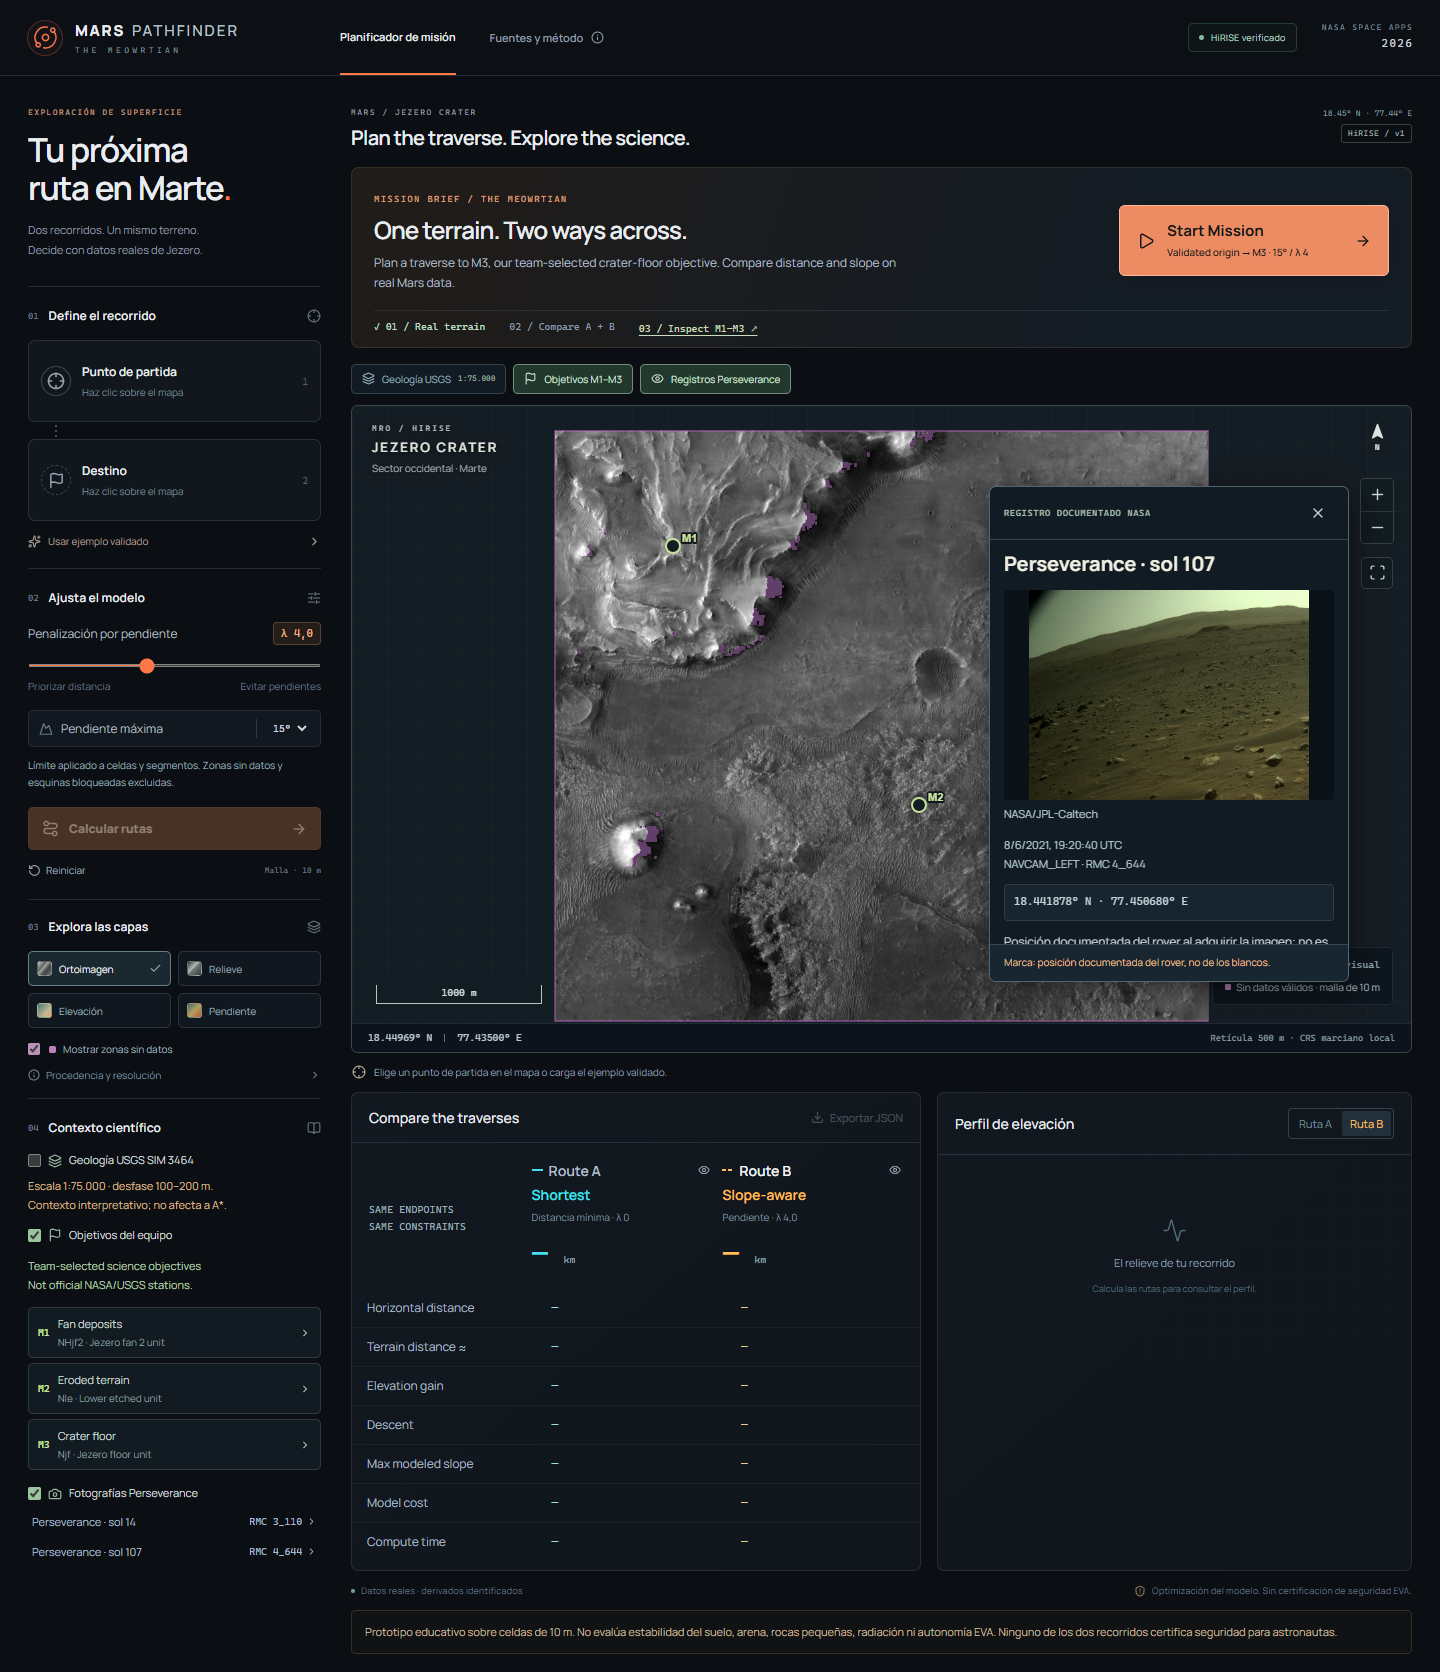 MARS PATHFINDER
THE MEOWRTIAN
Planificador de misión
Fuentes y método
HiRISE verificado
NASA SPACE APPS
2026
EXPLORACIÓN DE SUPERFICIE
Tu próxima
ruta en Marte.
Dos recorridos. Un mismo terreno.
Decide con datos reales de Jezero.
01 Define el recorrido
Punto de partida
Haz clic sobre el mapa
1
Destino
Haz clic sobre el mapa
2
Usar ejemplo validado
02 Ajusta el modelo
Penalización por pendiente
λ 4,0
Priorizar distancia
Evitar pendientes
Pendiente máxima
15°
Límite aplicado a celdas y segmentos. Zonas sin datos y
esquinas bloqueadas excluidas.
Calcular rutas
Reiniciar
Malla · 10 m
03 Explora las capas
Ortoimagen
Relieve
Elevación
Pendiente
Mostrar zonas sin datos
Procedencia y resolución
04 Contexto científico
Geología USGS SIM 3464
Escala 1:75.000 · desfase 100–200 m.
Contexto interpretativo; no afecta a A*.
Objetivos del equipo
Team-selected science objectives
Not official NASA/USGS stations.
M1 Fan deposits
NHjf2 · Jezero fan 2 unit
M2 Eroded terrain
Nle · Lower etched unit
M3 Crater floor
Njf · Jezero floor unit
Fotografías Perseverance
Perseverance · sol 14
RMC 3_110
Perseverance · sol 107
RMC 4_644
MARS / JEZERO CRATER
Plan the traverse. Explore the science.
18.45° N · 77.44° E
HiRISE / v1
MISSION BRIEF / THE MEOWRTIAN
One terrain. Two ways across.
Plan a traverse to M3, our team-selected crater-floor objective. Compare distance and slope on
real Mars data.
Start Mission
Validated origin → M3 · 15° / λ 4
√ 01 / Real terrain
02 / Compare A + B
03 / Inspect M1–M3 ↗
Geología USGS 1:75.000
Objetivos M1–M3
Registros Perseverance
MRO / HIRISE
JEZERO CRATER
Sector occidental · Marte
N
M1
M2
REGISTRO DOCUMENTADO NASA
Perseverance · sol 107
NASA/JPL-Caltech
8/6/2021, 19:20:40 UTC
NAVCAM_LEFT · RMC 4_644
18.441878° N · 77.450680° E
Posición documentada del rover al adquirir la imagen; no es
Marca: posición documentada del rover, no de los blancos.
visual
Sin datos válidos · malla de 10 m
1000 m
18.44969° N | 77.43500° E
Retícula 500 m · CRS marciano local
Elige un punto de partida en el mapa o carga el ejemplo validado.
Compare the traverses
Exportar JSON
SAME ENDPOINTS
SAME CONSTRAINTS
Route A
Shortest
Distancia mínima · λ 0
— km
Route B
Slope-aware
Pendiente · λ 4,0
— km
Horizontal distance — —
Terrain distance ≈ — —
Elevation gain — —
Descent — —
Max modeled slope — —
Model cost — —
Compute time — —
Perfil de elevación
Ruta A
Ruta B
El relieve de tu recorrido
Calcula las rutas para consultar el perfil.
Datos reales · derivados identificados
Optimización del modelo. Sin certificación de seguridad EVA.
Prototipo educativo sobre celdas de 10 m. No evalúa estabilidad del suelo, arena, rocas pequeñas, radiación ni autonomía EVA. Ninguno de los dos recorridos certifica seguridad para astronautas.